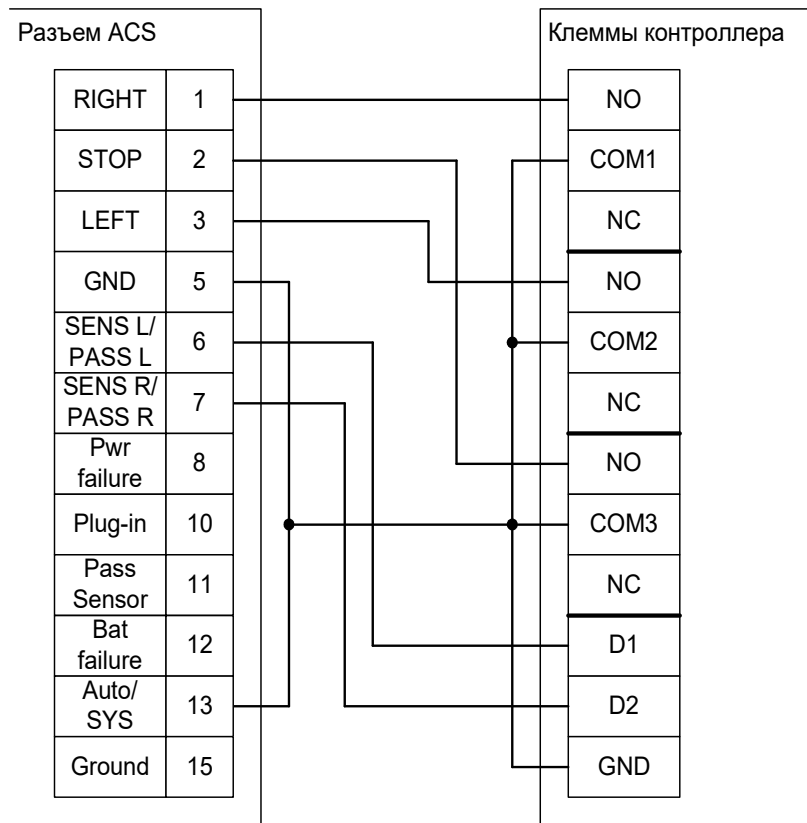 Разъем ACS
RIGHT 1
STOP 2
LEFT 3
GND 5
SENS L/
PASS L 6
SENS R/
PASS R 7
Pwr
failure 8
Plug-in 10
Pass
Sensor 11
Bat
failure 12
Auto/
SYS 13
Ground 15
Клеммы контроллера
NO
COM1
NC
NO
COM2
NC
NO
COM3
NC
D1
D2
GND